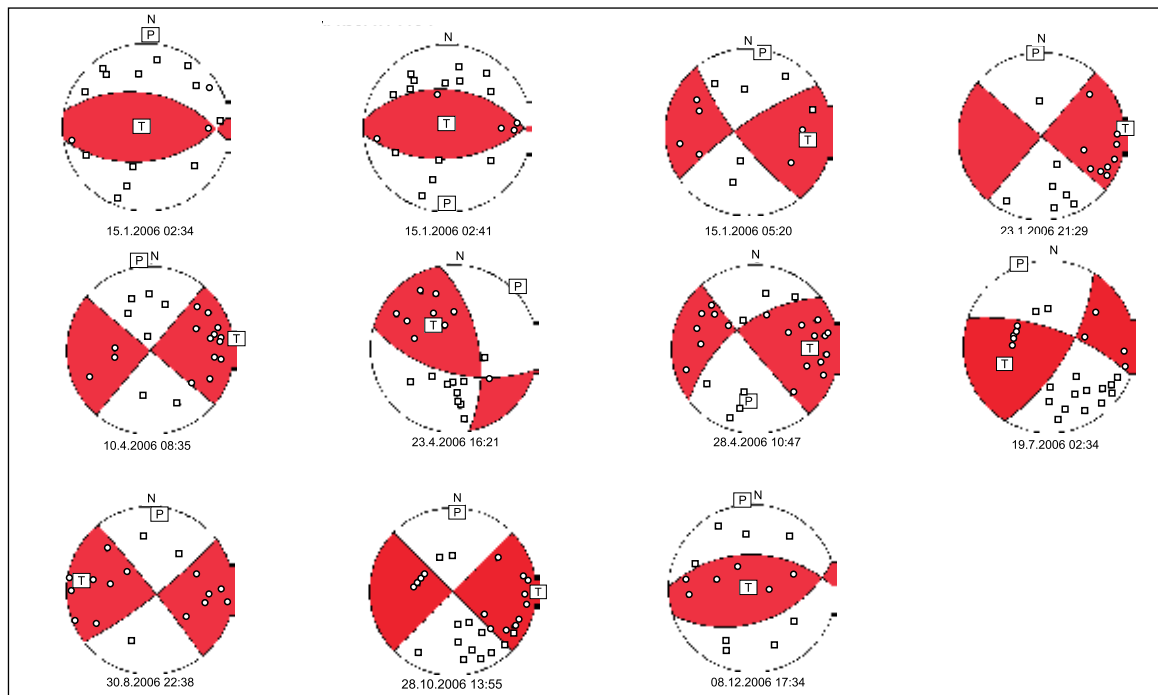 N
P
T
15.1.2006 02:34
N
T
P
15.1.2006 02:41
N
P
T
15.1.2006 05:20
N
P
T
23.1.2006 21:29
N
P
T
10.4.2006 08:35
N
P
T
23.4.2006 16:21
N
T
P
28.4.2006 10:47
N
P
T
19.7.2006 02:34
N
P
T
30.8.2006 22:38
N
P
T
28.10.2006 13:55
N
P
T
08.12.2006 17:34